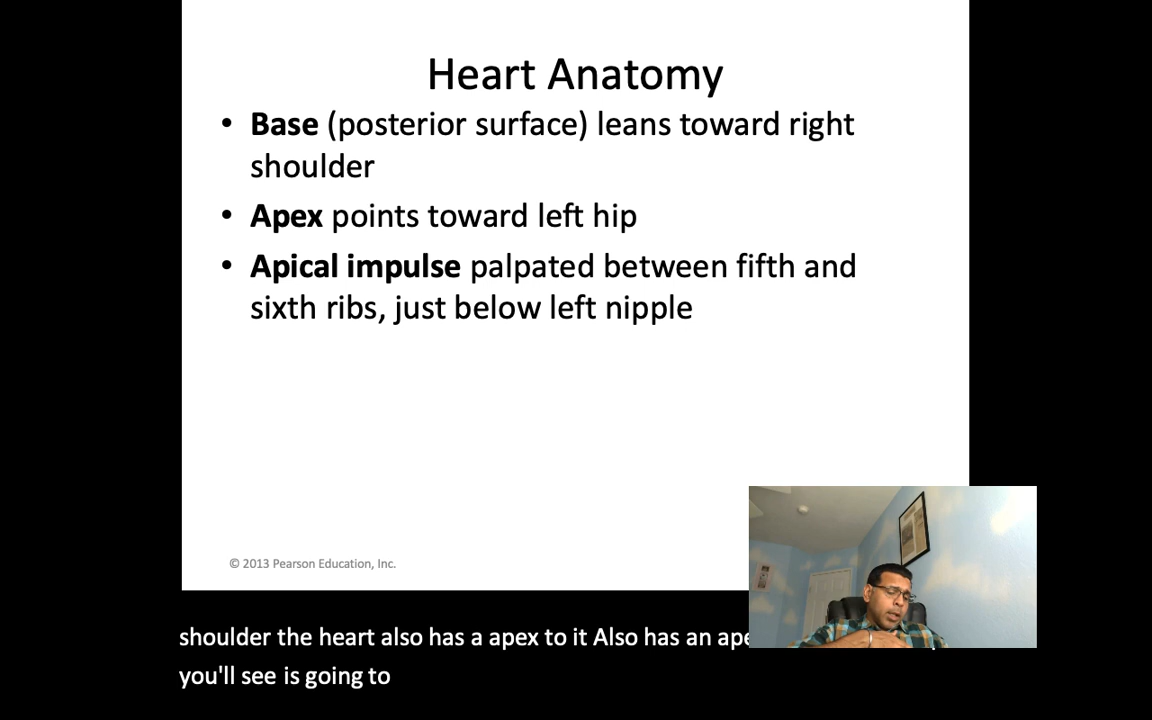 Heart Anatomy
• Base (posterior surface) leans toward right
shoulder
• Apex points toward left hip
• Apical impulse palpated between fifth and
sixth ribs, just below left nipple
© 2013 Pearson Education, Inc.
shoulder the heart also has a apex to it Also has an
you'll see is going to